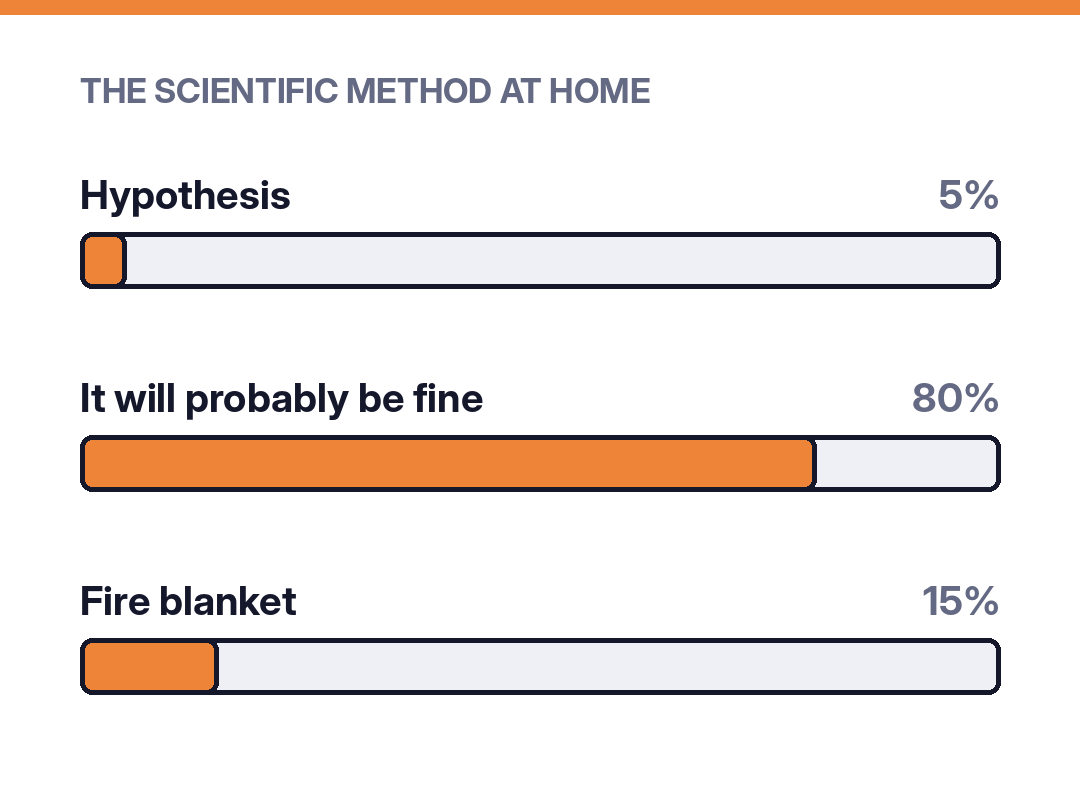 THE SCIENTIFIC METHOD AT HOME
Hypothesis 5%
It will probably be fine 80%
Fire blanket 15%